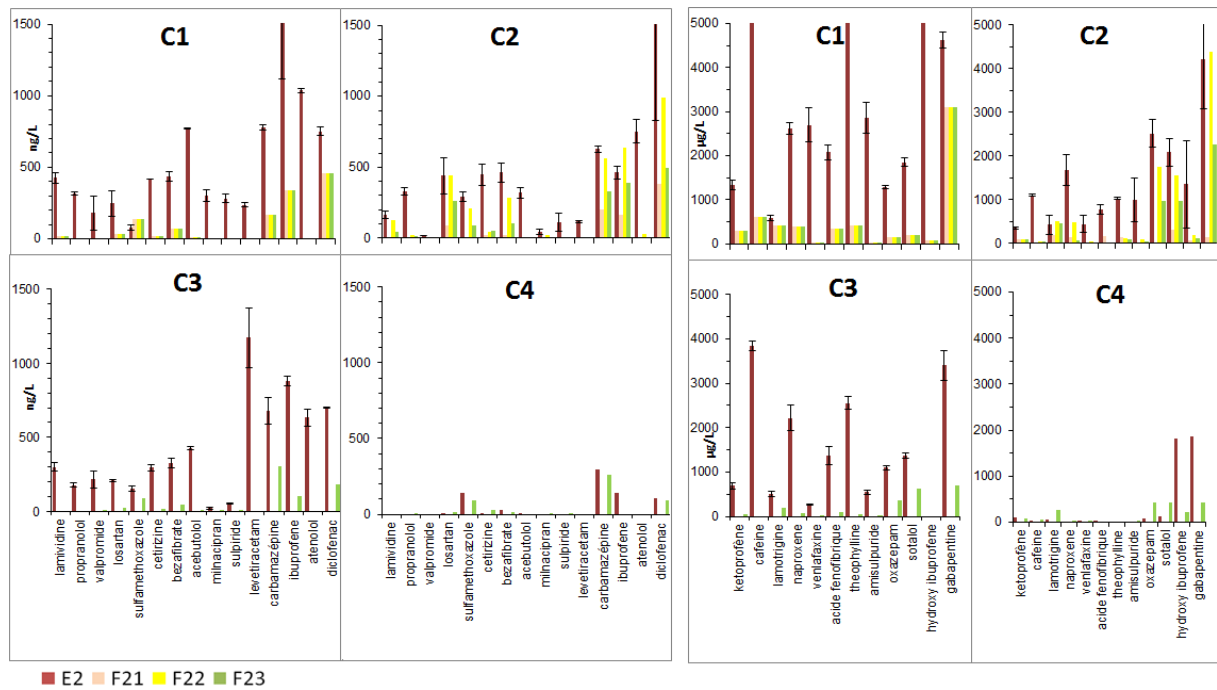 C1
C2
ng/L
1500
1000
500
0
1500
1000
500
0
C3
C4
ng/L
1500
1000
500
0
1500
1000
500
0
lamividine
propranolol
valpromide
losartan
sulfamethoxazole
cetirizine
bezafibrate
acebutolol
milnacipran
sulpiride
levetiracetam
carbamazépine
ibuprofene
atenolol
diclofenac
lamividine
propranolol
valpromide
losartan
sulfamethoxazole
cetirizine
bezafibrate
acebutolol
milnacipran
sulpiride
levetiracetam
carbamazépine
ibuprofene
atenolol
diclofenac
C1
C2
µg/L
5000
4000
3000
2000
1000
0
5000
4000
3000
2000
1000
0
C3
C4
µg/L
5000
4000
3000
2000
1000
0
5000
4000
3000
2000
1000
0
ketoprofène
cafeine
lamotrigine
naproxene
venlafaxine
acide fenofibrique
theophylline
amisulpuride
oxazepam
sotalol
hydroxy ibuprofene
gabapentine
ketoprofène
cafeine
lamotrigine
naproxene
venlafaxine
acide fenofibrique
theophylline
amisulpuride
oxazepam
sotalol
hydroxy ibuprofene
gabapentine
E2 F21 F22 F23